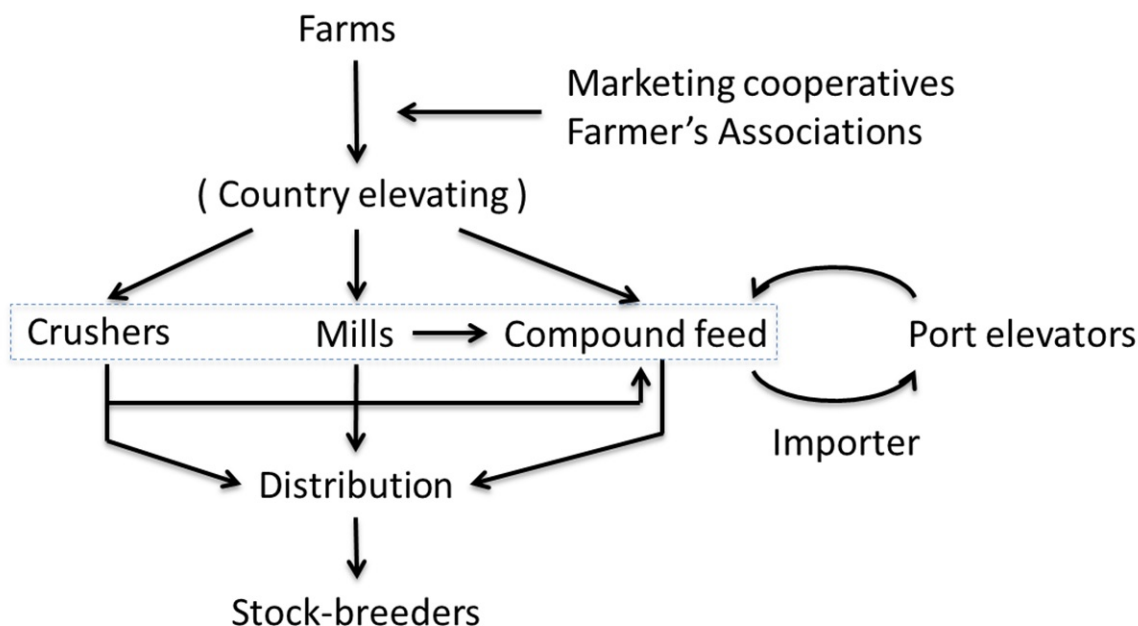 Farms
Marketing cooperatives
Farmer's Associations
( Country elevating )
Crushers
Mills
Compound feed
Port elevators
Importer
Distribution
Stock-breeders